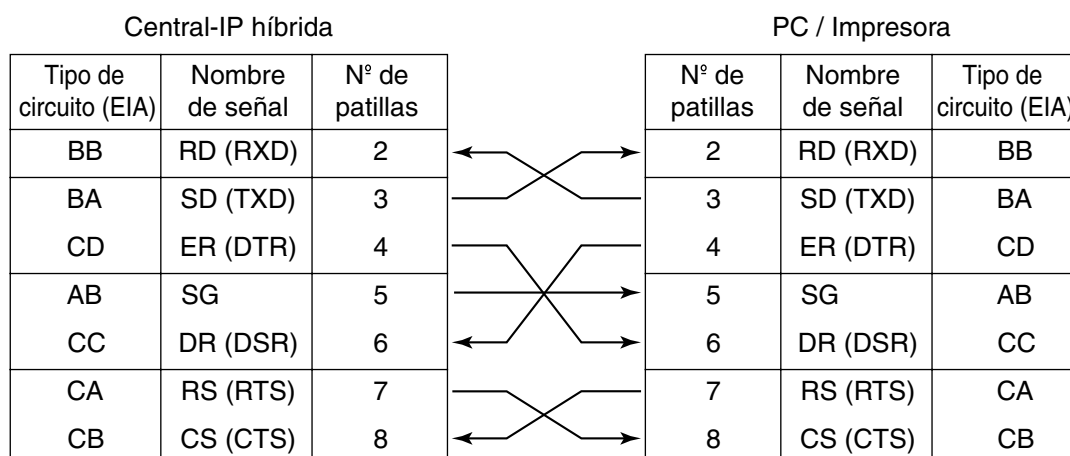 Central-IP híbrida PC / Impresora
Tipo de circuito (EIA) Nombre de señal Nº de patillas Nº de patillas Nombre de señal Tipo de circuito (EIA)
BB RD (RXD) 2 2 RD (RXD) BB
BA SD (TXD) 3 3 SD (TXD) BA
CD ER (DTR) 4 4 ER (DTR) CD
AB SG 5 5 SG AB
CC DR (DSR) 6 6 DR (DSR) CC
CA RS (RTS) 7 7 RS (RTS) CA
CB CS (CTS) 8 8 CS (CTS) CB